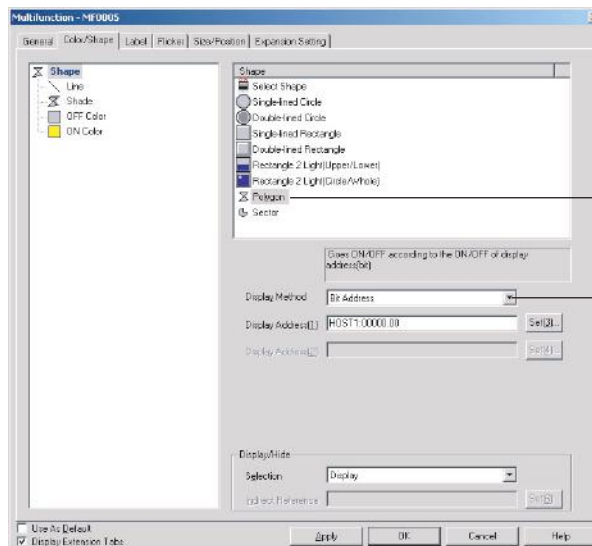 Multifunction - MF0005
General Color/Shape Label Flicker Size/Position Expansion Setting
Shape
Line
Shade
OFF Color
ON Color
Shape
Select Shape
Single-lined Circle
Double-lined Circle
Single-lined Rectangle
Double-lined Rectangle
Rectangle 2 Light(Upper/Lower)
Rectangle 2 Light(Circle/Whole)
Polygon
Sector
Goes ON/OFF according to the ON/OFF of display
address(bit)
Display Method Bit Address
Display Address(1) HOST1:00000.00 Set(3)...
Display Address(2) Set(4)...
Display/Hide
Selection Display
Indirect Reference Set(5)
Use As Default
Display Extension Tabs
Apply OK Cancel Help